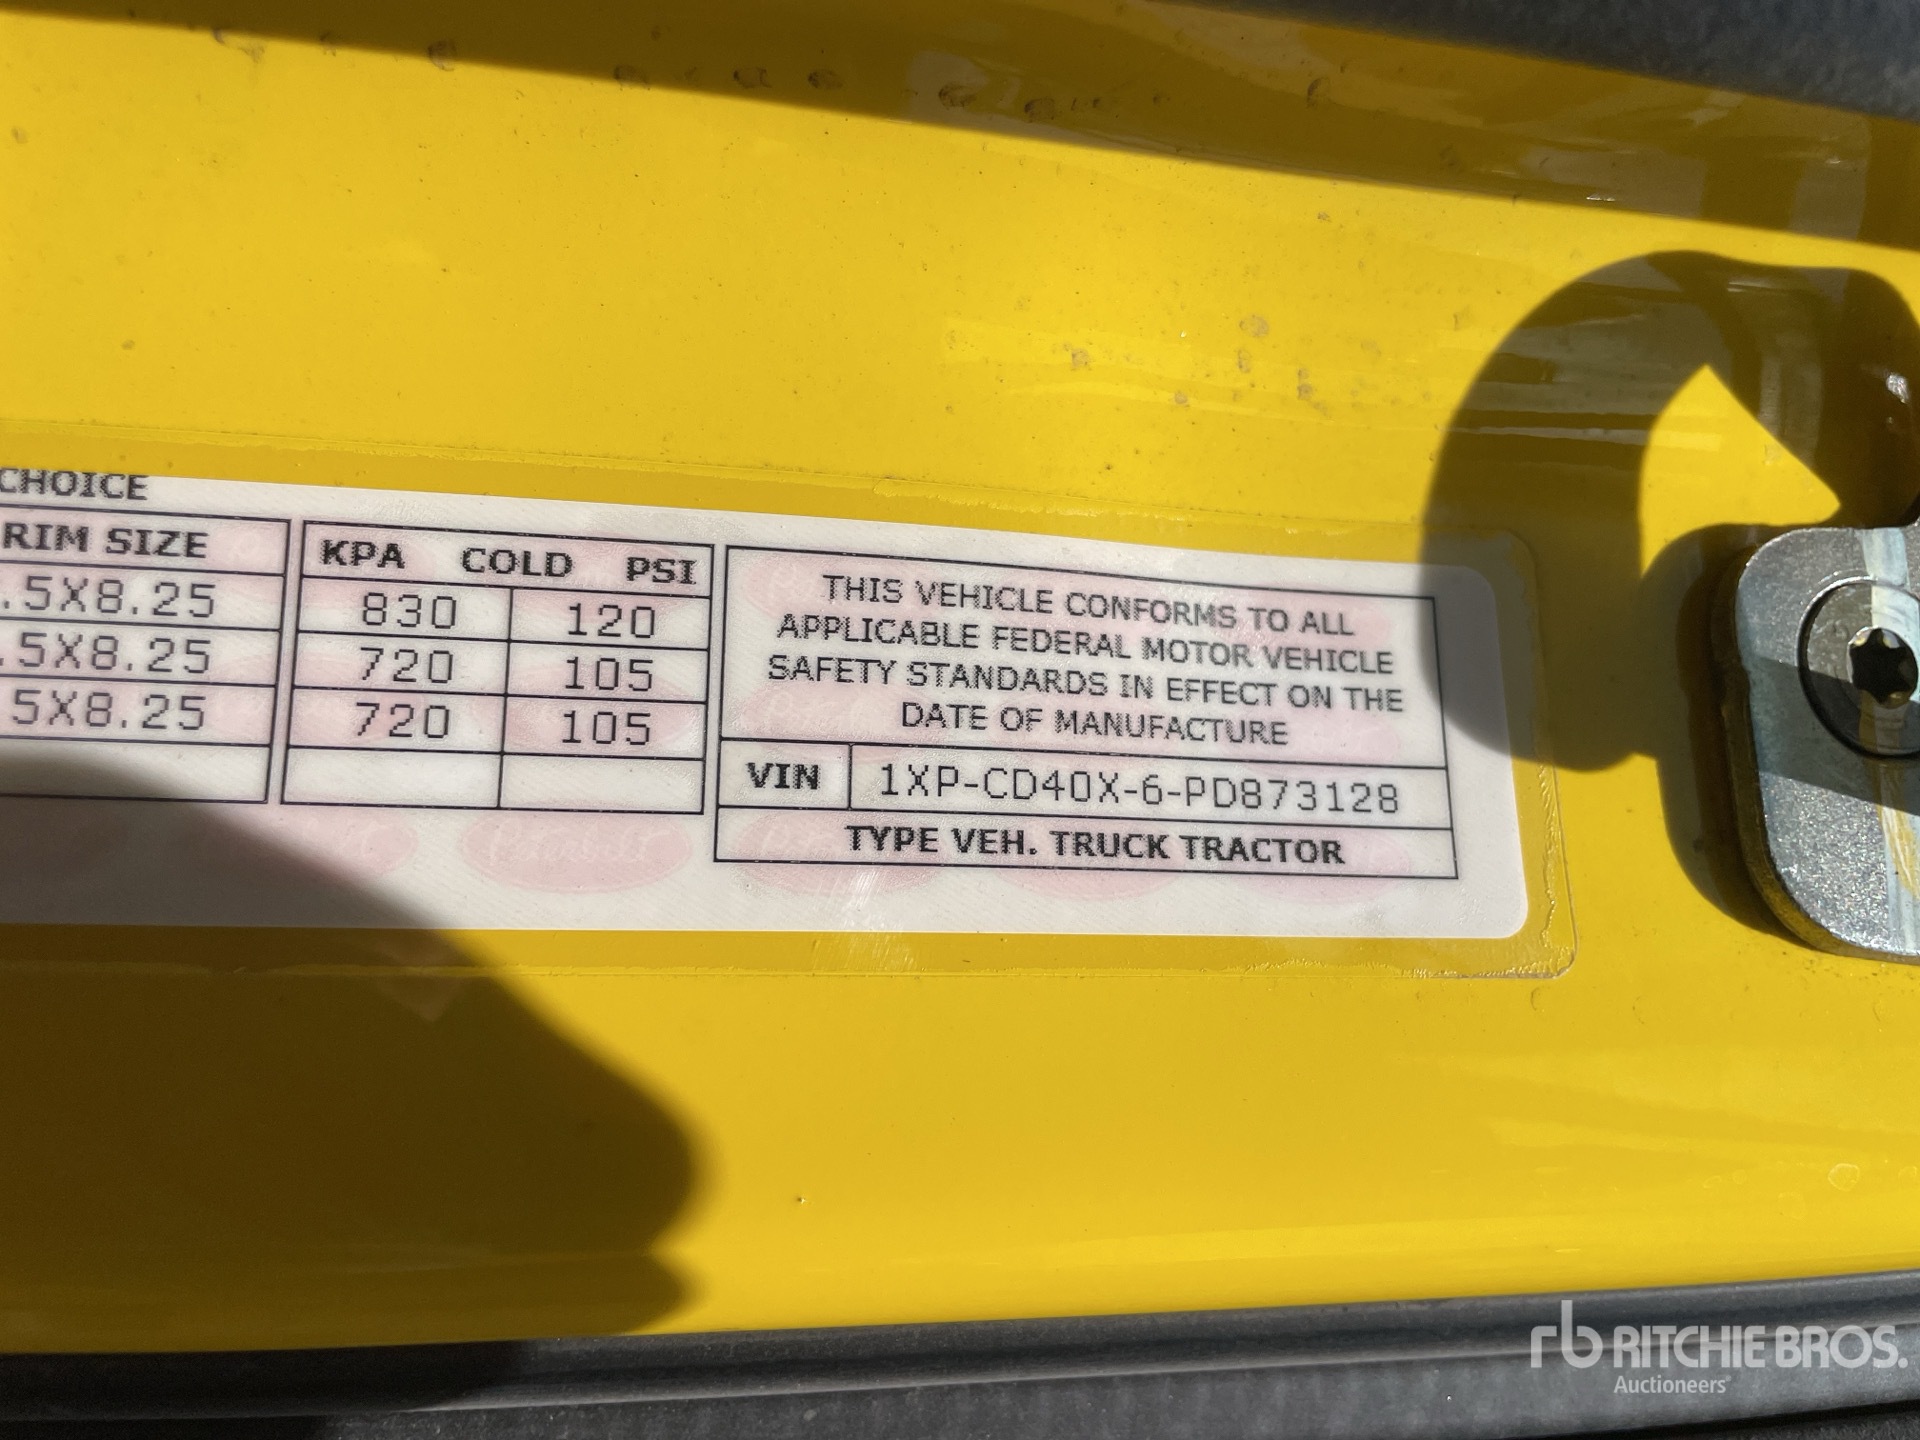 CHOICE
RIM SIZE
KPA COLD PSI
.5X8.25
830 120
.5X8.25
720 105
5X8.25
720 105
THIS VEHICLE CONFORMS TO ALL
APPLICABLE FEDERAL MOTOR VEHICLE
SAFETY STANDARDS IN EFFECT ON THE
DATE OF MANUFACTURE
VIN 1XP-CD40X-6-PD873128
TYPE VEH. TRUCK TRACTOR
rb RITCHIE BROS.
Auctioneers